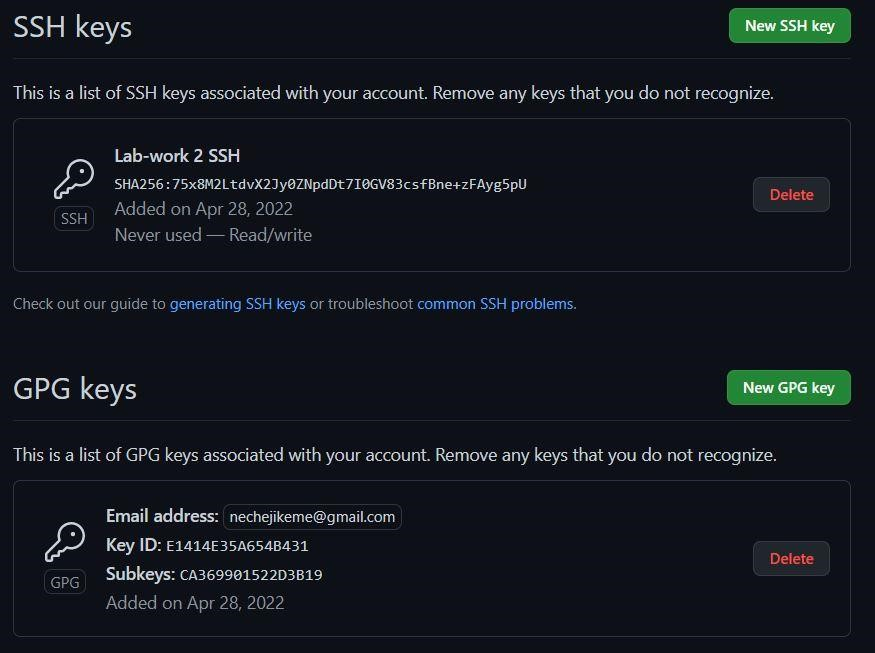 SSH keys
New SSH key
This is a list of SSH keys associated with your account. Remove any keys that you do not recognize.
Lab-work 2 SSH
SHA256:75x8M2LtdvX2Jy0ZNpdDt7I0GV83csfBne+zFAyg5pU
Added on Apr 28, 2022
Never used — Read/write
SSH
Delete
Check out our guide to generating SSH keys or troubleshoot common SSH problems.
GPG keys
New GPG key
This is a list of GPG keys associated with your account. Remove any keys that you do not recognize.
Email address: nechejikeme@gmail.com
Key ID: E1414E35A654B431
Subkeys: CA369901522D3B19
Added on Apr 28, 2022
GPG
Delete